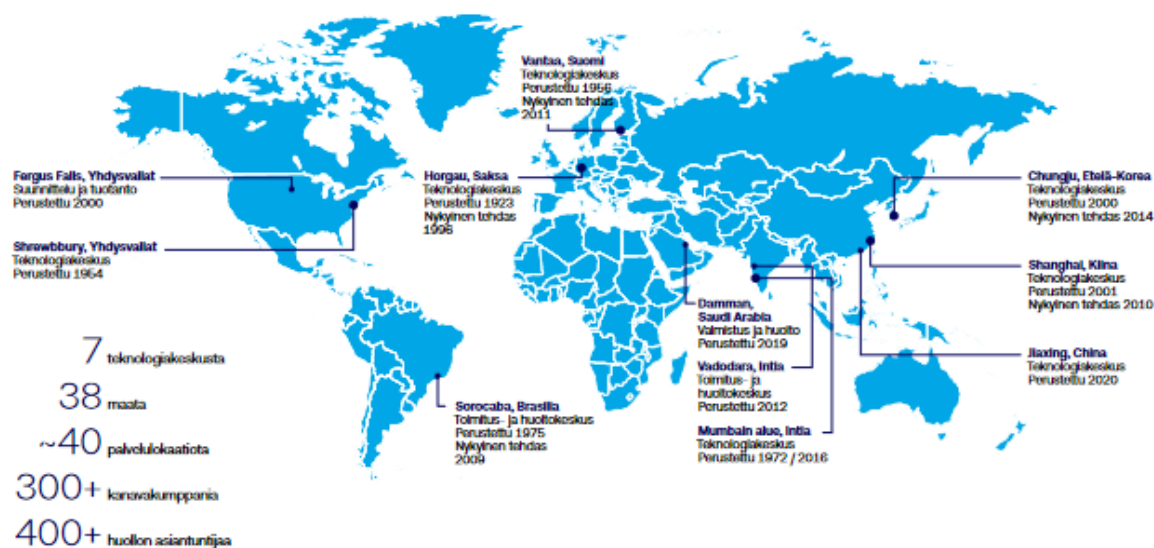 Vantaa, Suomi
Teknologiakeskus
Perustettu 1956
Nykyinen tehdas
2011
Fergus Falls, Yhdysvallat
Suunnittelu ja tuotanto
Perustettu 2000
Horgau, Saksa
Teknologiakeskus
Perustettu 1923
Nykyinen tehdas
1996
Chungju, Etelä-Korea
Teknologiakeskus
Perustettu 2000
Nykyinen tehdas 2014
Shrewbbury, Yhdysvallat
Teknologiakeskus
Perustettu 1954
Shanghai, Kiina
Teknologiakeskus
Perustettu 2001
Nykyinen tehdas 2010
Damman,
Saudi Arabia
Valmistus ja huolto
Perustettu 2019
Jiaxing, China
Teknologiakeskus
Perustettu 2020
Vadodara, Intia
Toimitus- ja
huoltokeskus
Perustettu 2012
Sorocaba, Brasilia
Toimitus- ja huoltokeskus
Perustettu 1975
Nykyinen tehdas
2009
Mumbain alue, Intia
Teknologiakeskus
Perustettu 1972 / 2016
7 teknologiakeskusta
38 maata
~40 palvelulokaatiota
300+ kanavakumppania
400+ huollon asiantuntijaa